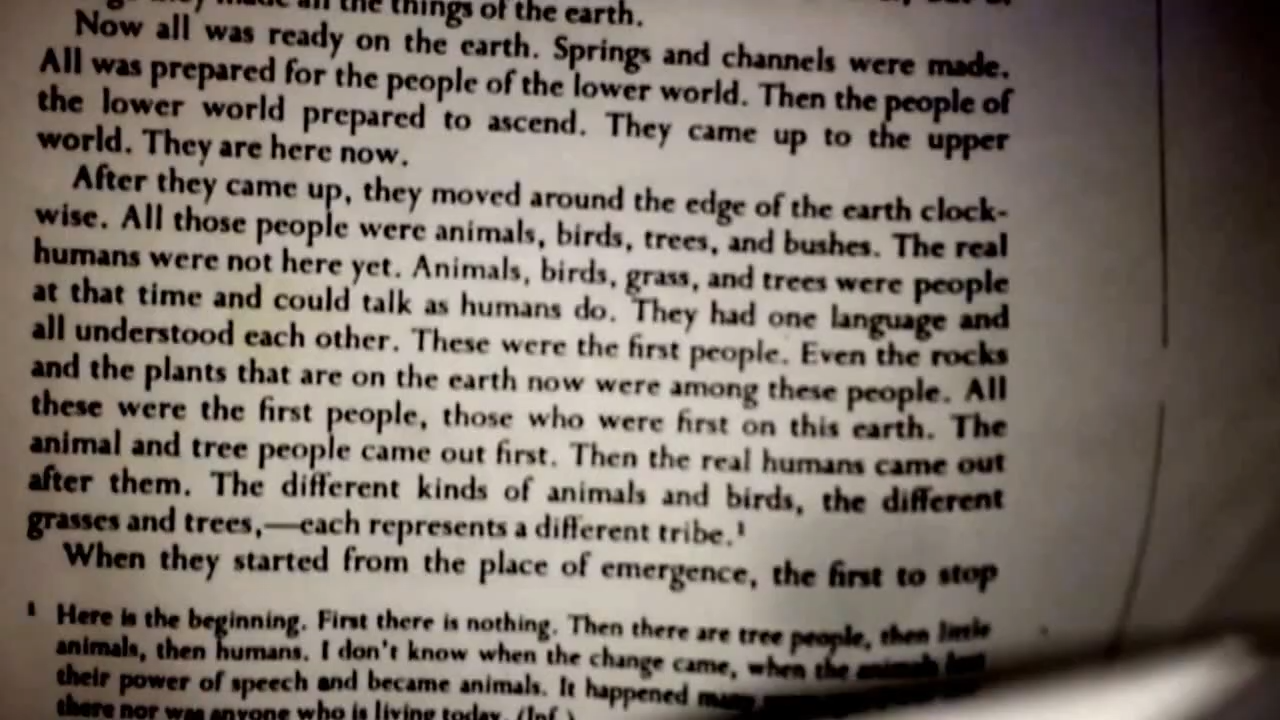 they made all the things of the earth.
Now all was ready on the earth. Springs and channels were made.
All was prepared for the people of the lower world. Then the people of
the lower world prepared to ascend. They came up to the upper
world. They are here now.
After they came up, they moved around the edge of the earth clock-
wise. All those people were animals, birds, trees, and bushes. The real
humans were not here yet. Animals, birds, grass, and trees were people
at that time and could talk as humans do. They had one language and
all understood each other. These were the first people. Even the rocks
and the plants that are on the earth now were among these people. All
these were the first people, those who were first on this earth. The
animal and tree people came out first. Then the real humans came out
after them. The different kinds of animals and birds, the different
grasses and trees,—each represents a different tribe.¹
When they started from the place of emergence, the first to stop
¹ Here is the beginning. First there is nothing. Then there are tree people, then little
animals, then humans. I don't know when the change came, when the animals lost
their power of speech and became animals. It happened many
there nor was anyone who is living today. (Inf.)